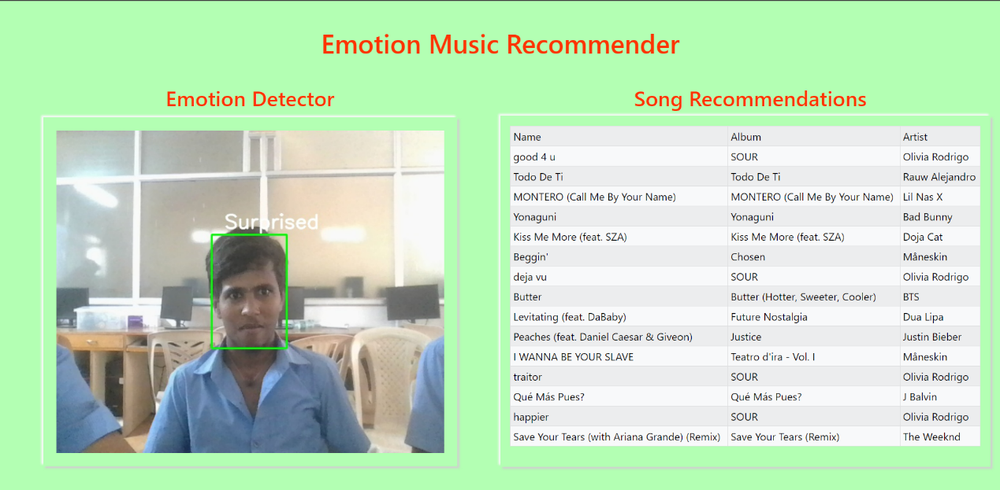 Emotion Music Recommender
Emotion Detector
Surprised
Song Recommendations
Name Album Artist
good 4 u SOUR Olivia Rodrigo
Todo De Ti Todo De Ti Rauw Alejandro
MONTERO (Call Me By Your Name) MONTERO (Call Me By Your Name) Lil Nas X
Yonaguni Yonaguni Bad Bunny
Kiss Me More (feat. SZA) Kiss Me More (feat. SZA) Doja Cat
Beggin' Chosen Måneskin
deja vu SOUR Olivia Rodrigo
Butter Butter (Hotter, Sweeter, Cooler) BTS
Levitating (feat. DaBaby) Future Nostalgia Dua Lipa
Peaches (feat. Daniel Caesar & Giveon) Justice Justin Bieber
I WANNA BE YOUR SLAVE Teatro d'ira - Vol. I Måneskin
traitor SOUR Olivia Rodrigo
Qué Más Pues? Qué Más Pues? J Balvin
happier SOUR Olivia Rodrigo
Save Your Tears (with Ariana Grande) (Remix) Save Your Tears (Remix) The Weeknd